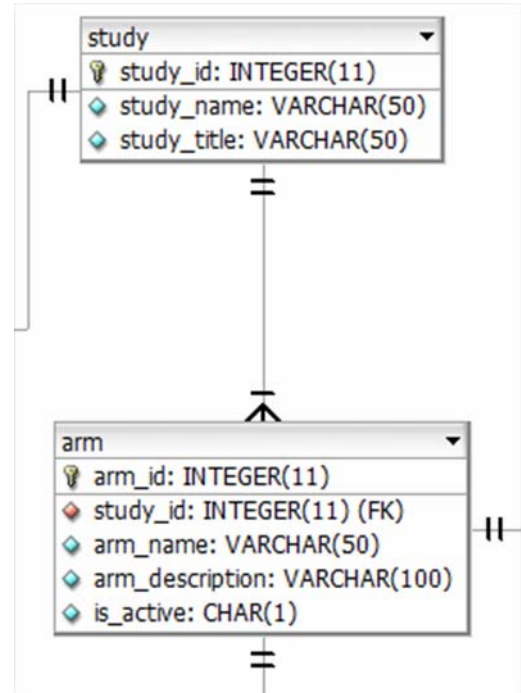 study
study_id: INTEGER(11)
study_name: VARCHAR(50)
study_title: VARCHAR(50)
arm
arm_id: INTEGER(11)
study_id: INTEGER(11) (FK)
arm_name: VARCHAR(50)
arm_description: VARCHAR(100)
is_active: CHAR(1)